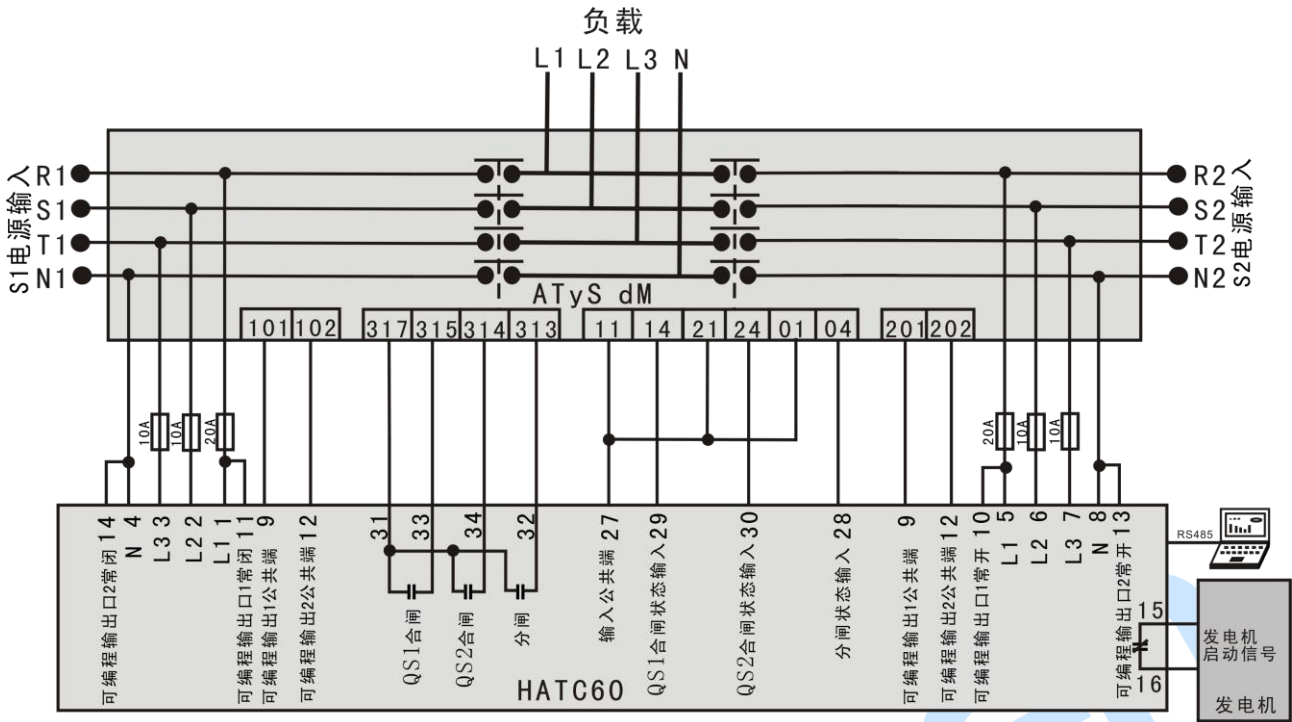 负载
L1 L2 L3 N
S1电源输入
R1
S1
T1
N1
S2电源输入
R2
S2
T2
N2
ATyS dM
101 102 317 315 314 313 11 14 21 24 01 04 201 202
10A 10A 20A 20A 10A 10A
可编程输出口2常闭 14
N 4
L3 3
L2 2
L1 1
可编程输出口1常闭 11
可编程输出1公共端 9
可编程输出2公共端 12
31 33 34 32
QS1合闸
QS2合闸
分闸
输入公共端 27
QS1合闸状态输入 29
QS2合闸状态输入 30
分闸状态输入 28
可编程输出1公共端 9
可编程输出2公共端 12
可编程输出口1常开 10
L1 5
L2 6
L3 7
N 8
可编程输出口2常开 13
HATC60
RS485
15
16
发电机
启动信号
发电机